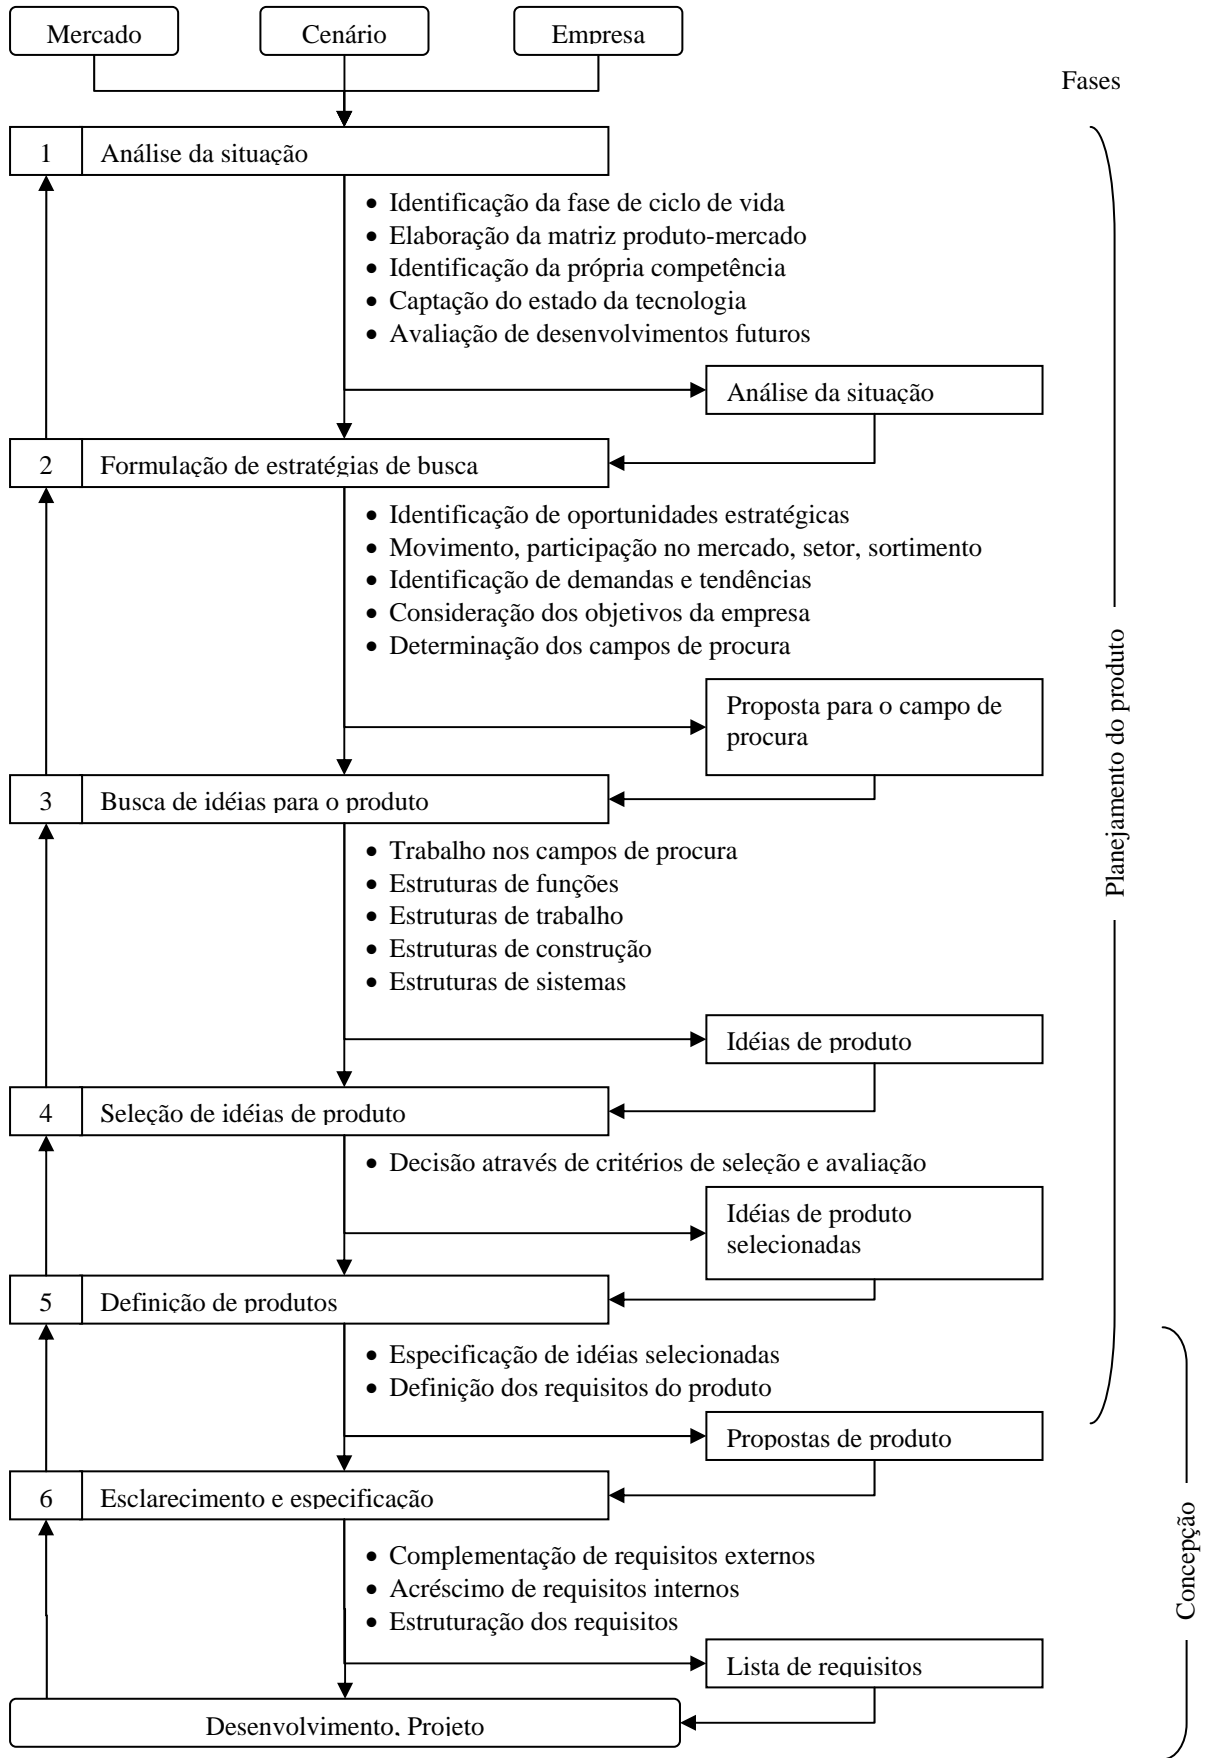 Mercado
Cenário
Empresa
Fases
1
Análise da situação
• Identificação da fase de ciclo de vida
• Elaboração da matriz produto-mercado
• Identificação da própria competência
• Captação do estado da tecnologia
• Avaliação de desenvolvimentos futuros
Análise da situação
2
Formulação de estratégias de busca
• Identificação de oportunidades estratégicas
• Movimento, participação no mercado, setor, sortimento
• Identificação de demandas e tendências
• Consideração dos objetivos da empresa
• Determinação dos campos de procura
Planejamento do produto
Proposta para o campo de
procura
3
Busca de idéias para o produto
• Trabalho nos campos de procura
• Estruturas de funções
• Estruturas de trabalho
• Estruturas de construção
• Estruturas de sistemas
Idéias de produto
4
Seleção de idéias de produto
• Decisão através de critérios de seleção e avaliação
Idéias de produto
selecionadas
5
Definição de produtos
• Especificação de idéias selecionadas
• Definição dos requisitos do produto
Propostas de produto
6
Esclarecimento e especificação
Concepção
• Complementação de requisitos externos
• Acréscimo de requisitos internos
• Estruturação dos requisitos
Lista de requisitos
Desenvolvimento, Projeto